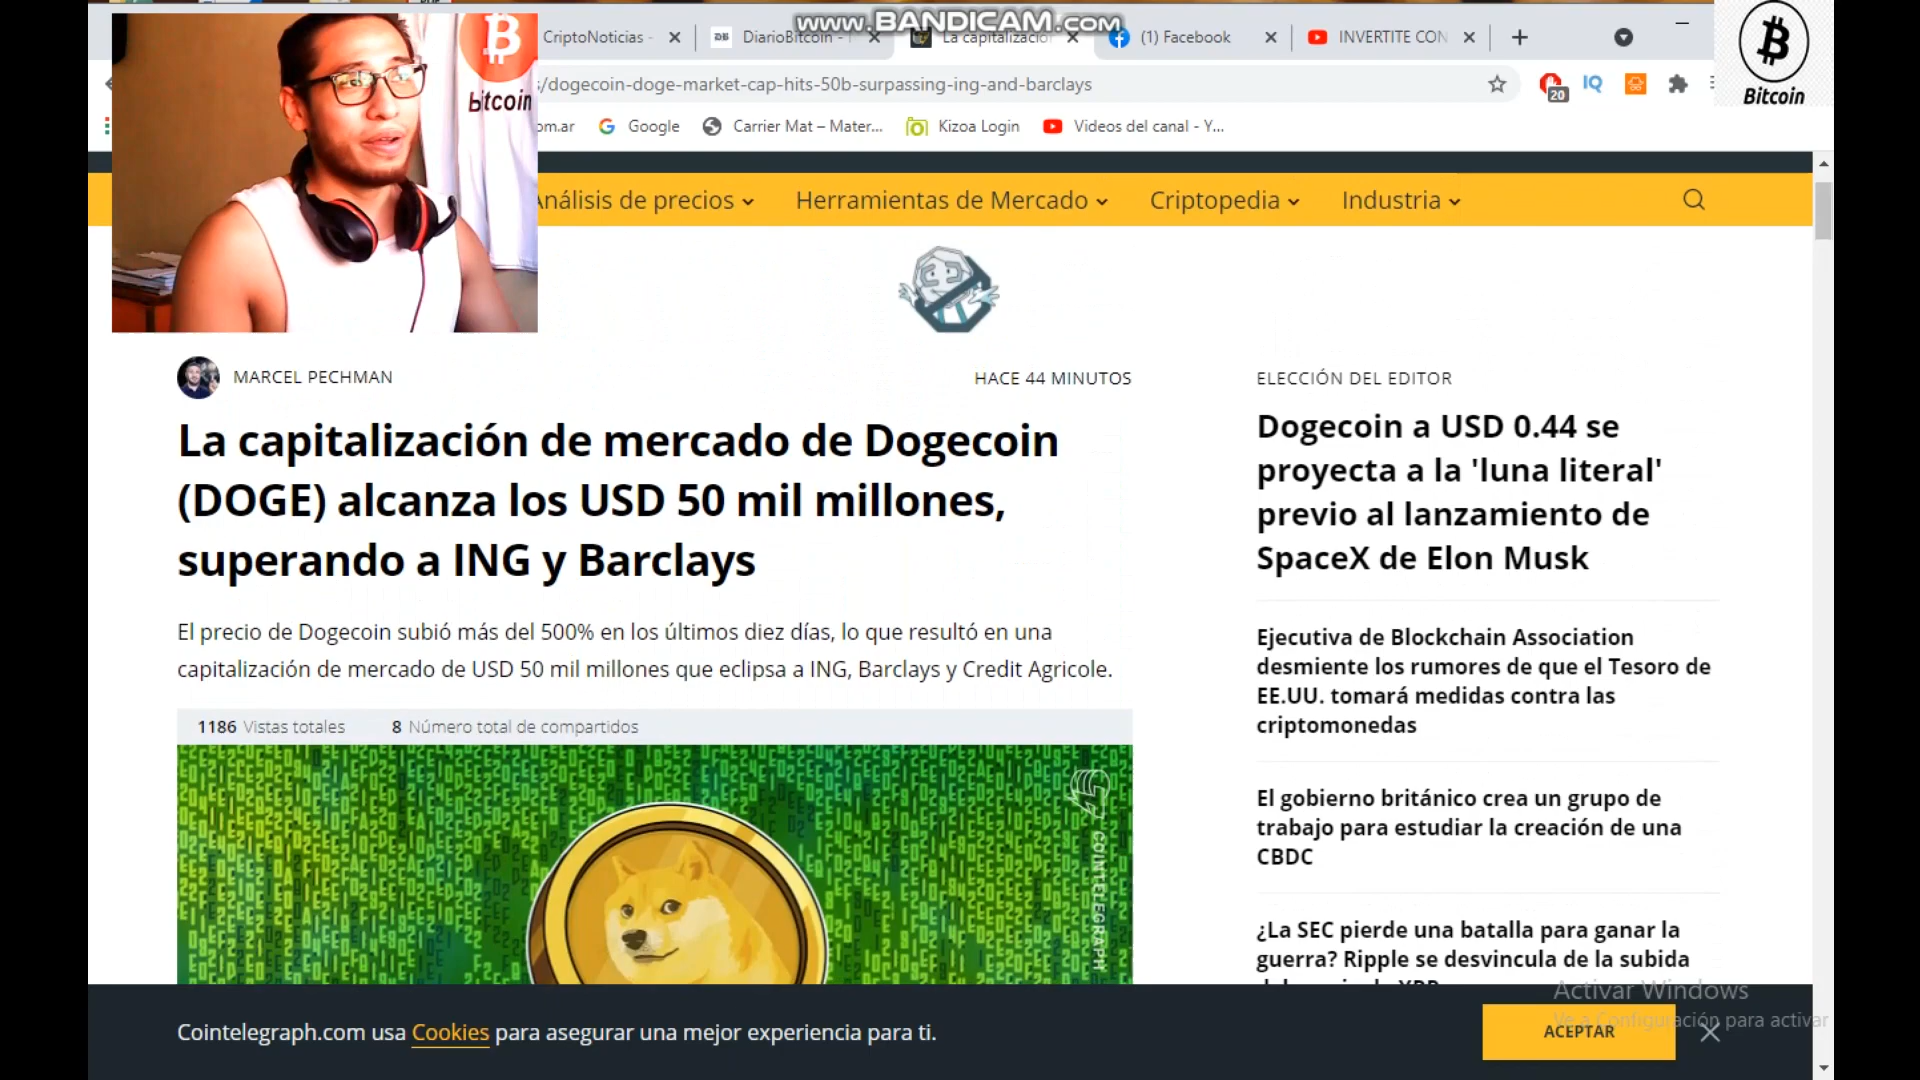 www.BANDICAM.com
CriptoNoticias -
DiarioBitcoin -
La capitalizació
(1) Facebook
INVERTITE CON
/dogecoin-doge-market-cap-hits-50b-surpassing-ing-and-barclays
20
IQ
Bitcoin
bitcoin
om.ar
Google
Carrier Mat – Mater...
Kizoa Login
Videos del canal - Y...
Análisis de precios
Herramientas de Mercado
Criptopedia
Industria
MARCEL PECHMAN
HACE 44 MINUTOS
La capitalización de mercado de Dogecoin
(DOGE) alcanza los USD 50 mil millones,
superando a ING y Barclays
El precio de Dogecoin subió más del 500% en los últimos diez días, lo que resultó en una
capitalización de mercado de USD 50 mil millones que eclipsa a ING, Barclays y Credit Agricole.
1186 Vistas totales
8 Número total de compartidos
COINTELEGRAPH
ELECCIÓN DEL EDITOR
Dogecoin a USD 0.44 se
proyecta a la 'luna literal'
previo al lanzamiento de
SpaceX de Elon Musk
Ejecutiva de Blockchain Association
desmiente los rumores de que el Tesoro de
EE.UU. tomará medidas contra las
criptomonedas
El gobierno británico crea un grupo de
trabajo para estudiar la creación de una
CBDC
¿La SEC pierde una batalla para ganar la
guerra? Ripple se desvincula de la subida
Activar Windows
Ve a Configuración para activar
Cointelegraph.com usa Cookies para asegurar una mejor experiencia para ti.
ACEPTAR